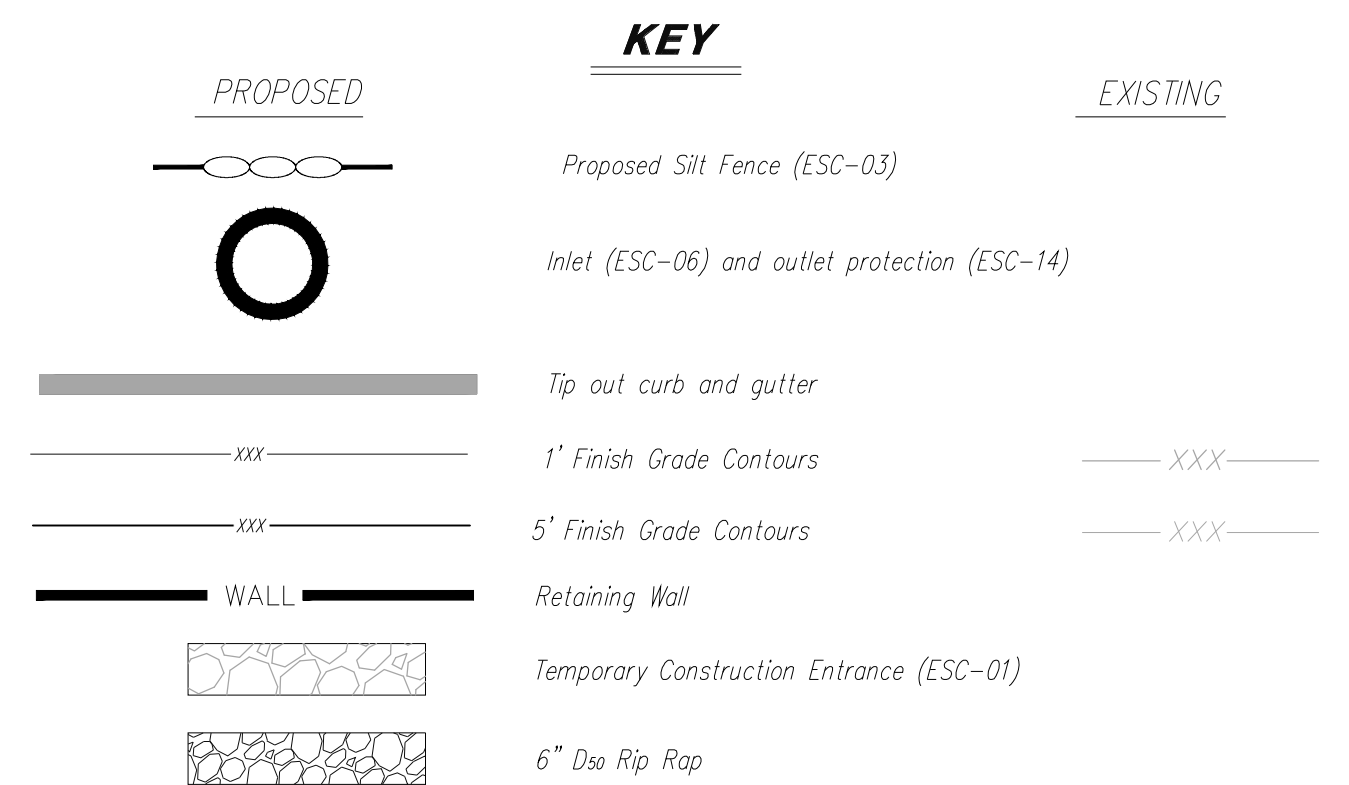 KEY
PROPOSED EXISTING
Proposed Silt Fence (ESC-03)
Inlet (ESC-06) and outlet protection (ESC-14)
Tip out curb and gutter
XXX 1' Finish Grade Contours XXX
XXX 5' Finish Grade Contours XXX
WALL Retaining Wall
Temporary Construction Entrance (ESC-01)
6" D50 Rip Rap